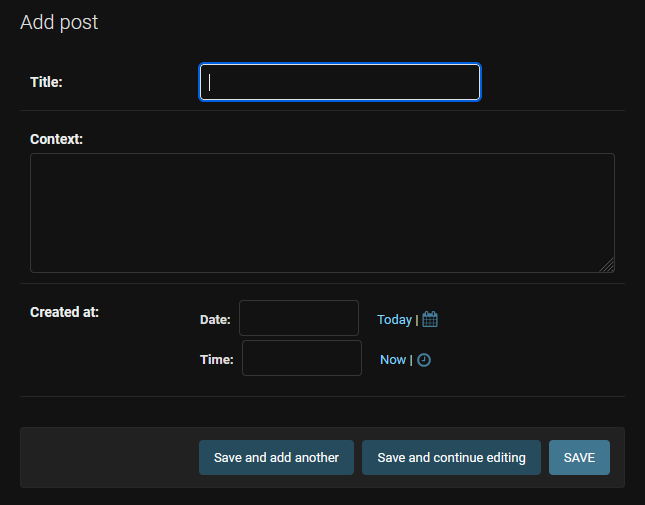 Add post
Title:
Context:
Created at:
Date:
Today |
Time:
Now |
Save and add another
Save and continue editing
SAVE